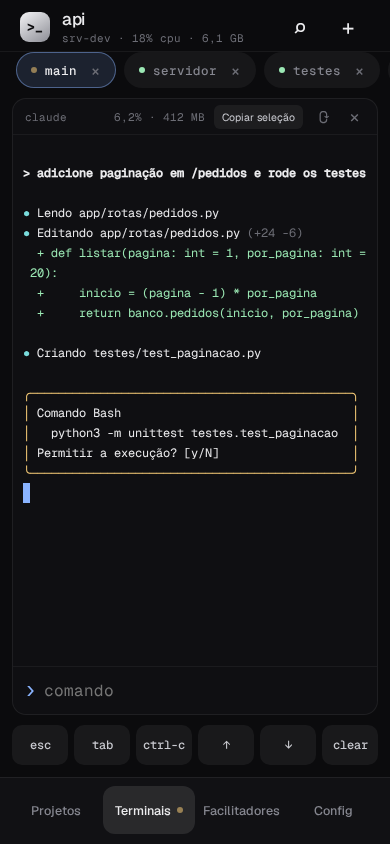 >_ api
srv-dev · 18% cpu · 6,1 GB
main ×
servidor ×
testes ×
claude 6,2% · 412 MB Copiar seleção ×
> adicione paginação em /pedidos e rode os testes
● Lendo app/rotas/pedidos.py
● Editando app/rotas/pedidos.py (+24 -6)
+ def listar(pagina: int = 1, por_pagina: int =
20):
+     inicio = (pagina - 1) * por_pagina
+     return banco.pedidos(inicio, por_pagina)
● Criando testes/test_paginacao.py
Comando Bash
python3 -m unittest testes.test_paginacao
Permitir a execução? [y/N]
› comando
esc tab ctrl-c ↑ ↓ clear
Projetos Terminais Facilitadores Config